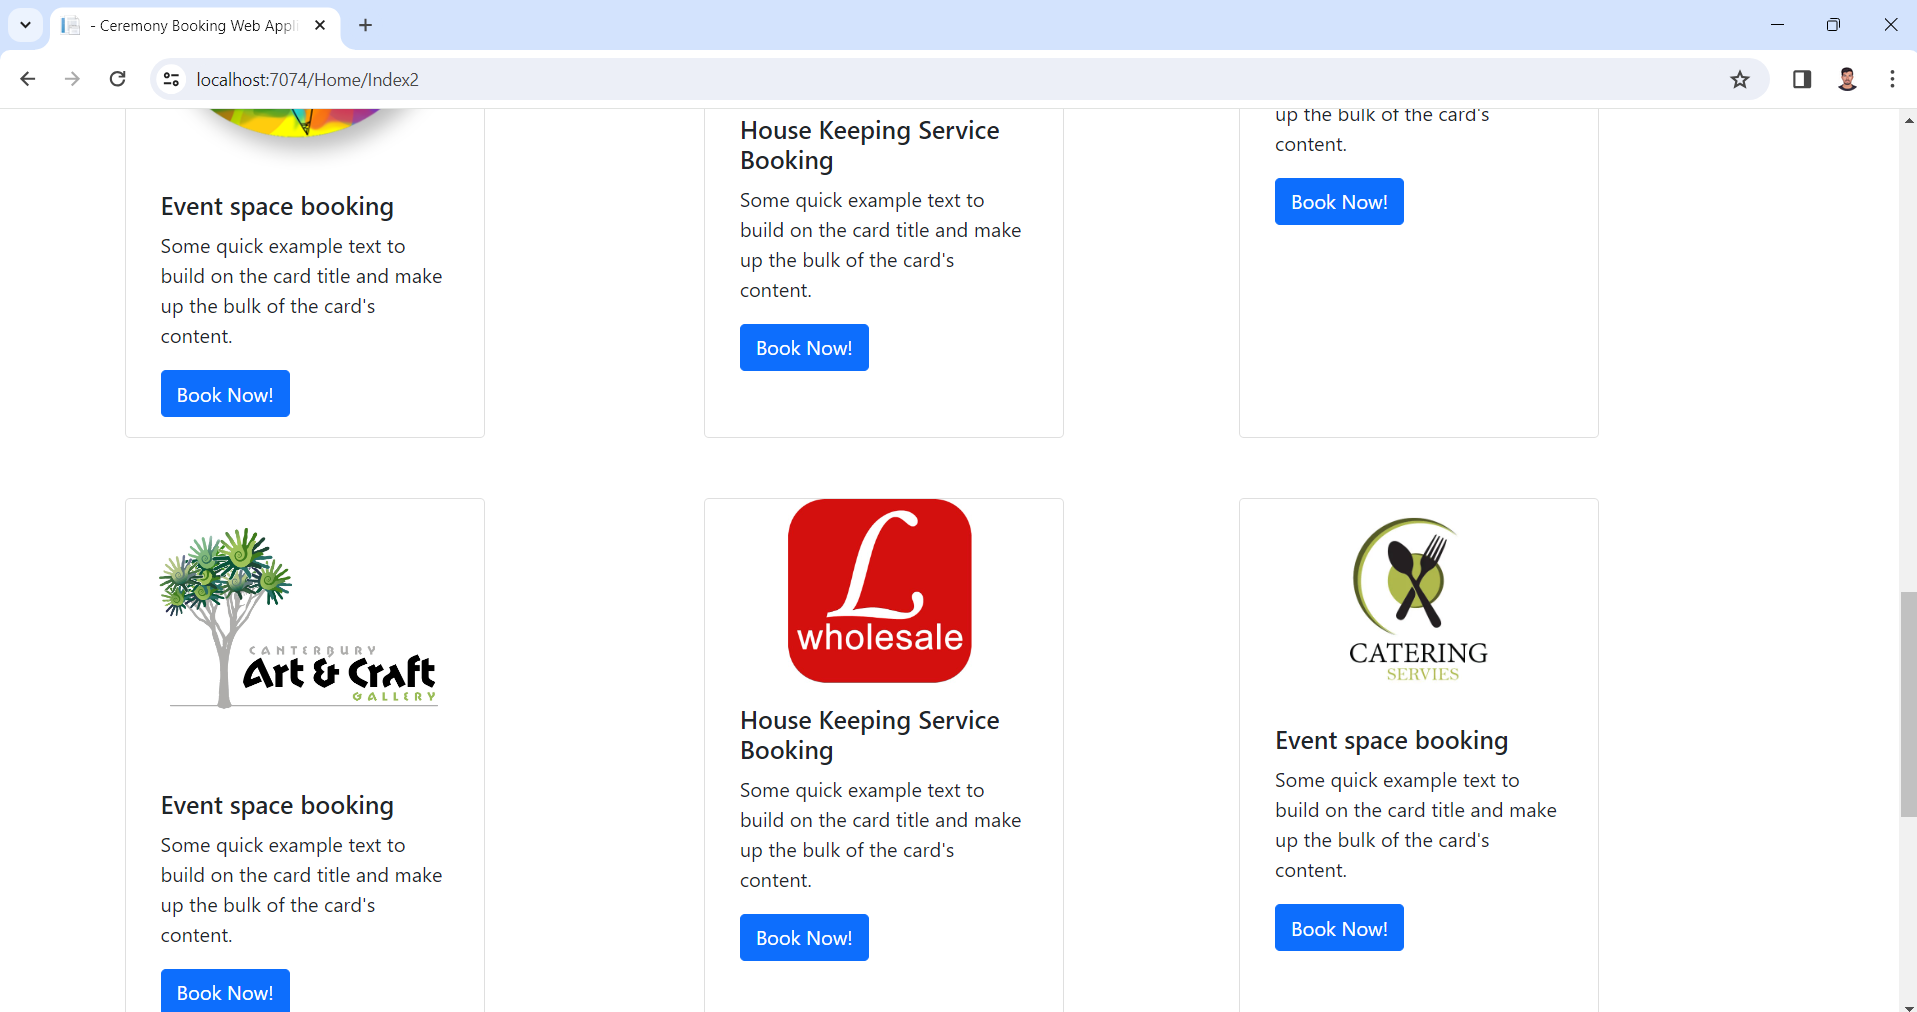 - Ceremony Booking Web Appli
localhost:7074/Home/Index2
Event space booking
Some quick example text to
build on the card title and make
up the bulk of the card's
content.
Book Now!
House Keeping Service
Booking
Some quick example text to
build on the card title and make
up the bulk of the card's
content.
Book Now!
up the bulk of the card's
content.
Book Now!
CANTERBURY
Art & Craft
GALLERY
Event space booking
Some quick example text to
build on the card title and make
up the bulk of the card's
content.
Book Now!
L
wholesale
House Keeping Service
Booking
Some quick example text to
build on the card title and make
up the bulk of the card's
content.
Book Now!
CATERING
SERVIES
Event space booking
Some quick example text to
build on the card title and make
up the bulk of the card's
content.
Book Now!